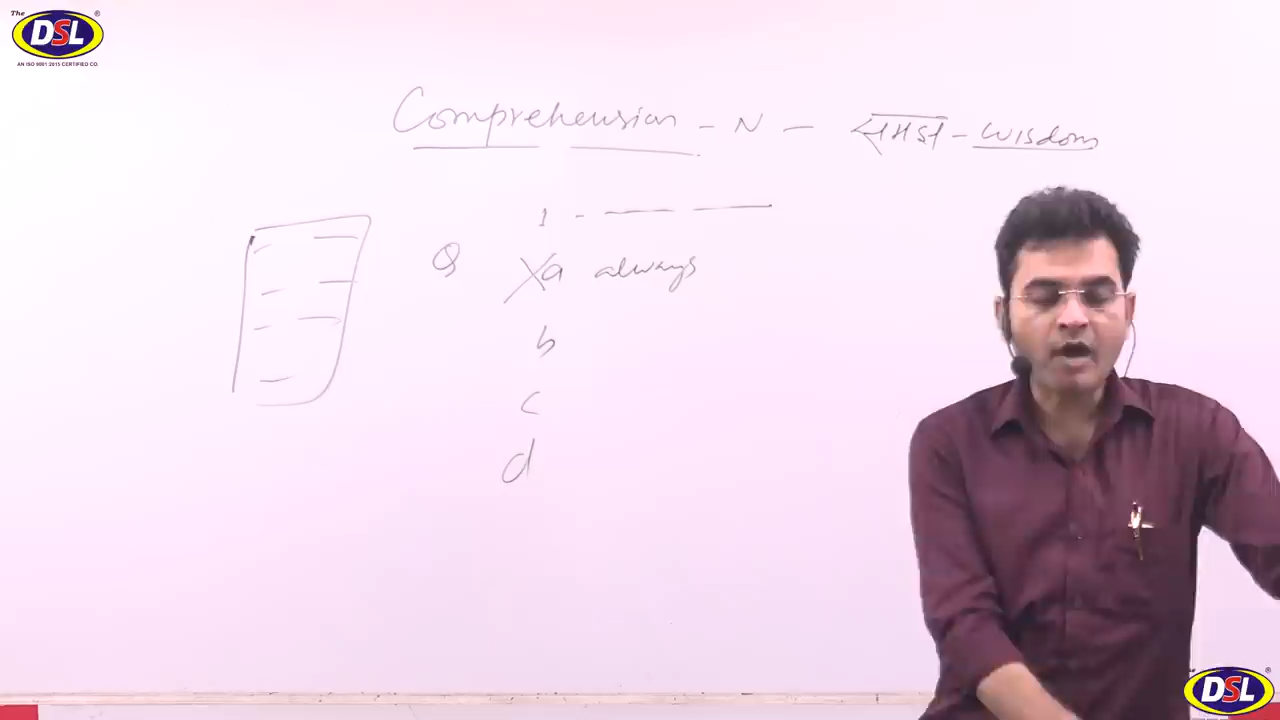 The DSL ®
AN ISO 9001 2015 CERTIFIED CO.
Comprehension - N - समझ - wisdom
1 -
Q a always
b
c
d
DSL ®